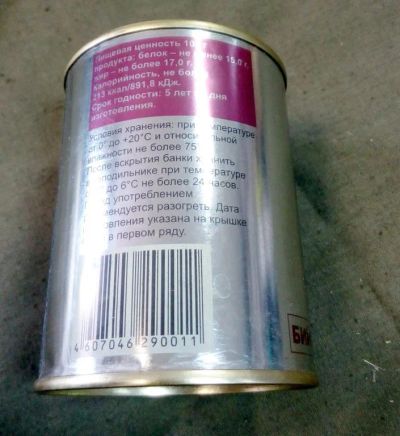 Пищевая ценность 100 г
продукта: белок – не менее 15,0 г,
жир – не более 17,0 г.
Калорийность, не более
213 ккал/891,8 кДж.
Срок годности: 5 лет со дня
изготовления.
Условия хранения: при температуре
от 0° до +20°С и относительной
влажности не более 75%
После вскрытия банки хранить
в холодильнике при температуре
до 6°С не более 24 часов.
Перед употреблением
рекомендуется разогреть. Дата
изготовления указана на крышке
в первом ряду.
4 607046 290011